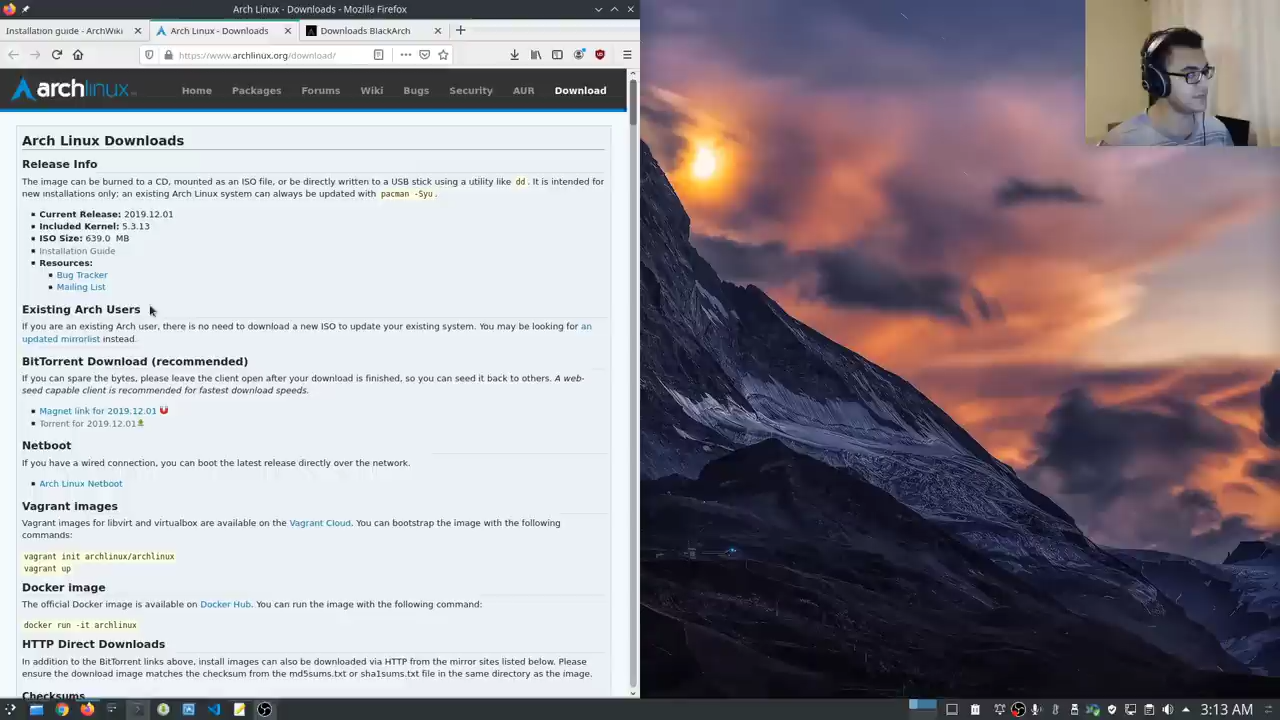 Arch Linux - Downloads - Mozilla Firefox
Installation guide - ArchWiki
Arch Linux - Downloads
Downloads BlackArch
https://www.archlinux.org/download/
archlinux
Home
Packages
Forums
Wiki
Bugs
Security
AUR
Download
Arch Linux Downloads
Release Info
The image can be burned to a CD, mounted as an ISO file, or be directly written to a USB stick using a utility like dd. It is intended for
new installations only; an existing Arch Linux system can always be updated with pacman -Syu.
Current Release: 2019.12.01
Included Kernel: 5.3.13
ISO Size: 639.0 MB
Installation Guide
Resources:
Bug Tracker
Mailing List
Existing Arch Users
If you are an existing Arch user, there is no need to download a new ISO to update your existing system. You may be looking for an
updated mirrorlist instead.
BitTorrent Download (recommended)
If you can spare the bytes, please leave the client open after your download is finished, so you can seed it back to others. A web-
seed capable client is recommended for fastest download speeds.
Magnet link for 2019.12.01
Torrent for 2019.12.01
Netboot
If you have a wired connection, you can boot the latest release directly over the network.
Arch Linux Netboot
Vagrant images
Vagrant images for libvirt and virtualbox are available on the Vagrant Cloud. You can bootstrap the image with the following
commands:
vagrant init archlinux/archlinux
vagrant up
Docker image
The official Docker image is available on Docker Hub. You can run the image with the following command:
docker run -it archlinux
HTTP Direct Downloads
In addition to the BitTorrent links above, install images can also be downloaded via HTTP from the mirror sites listed below. Please
ensure the download image matches the checksum from the md5sums.txt or sha1sums.txt file in the same directory as the image.
Checksums
3:13 AM